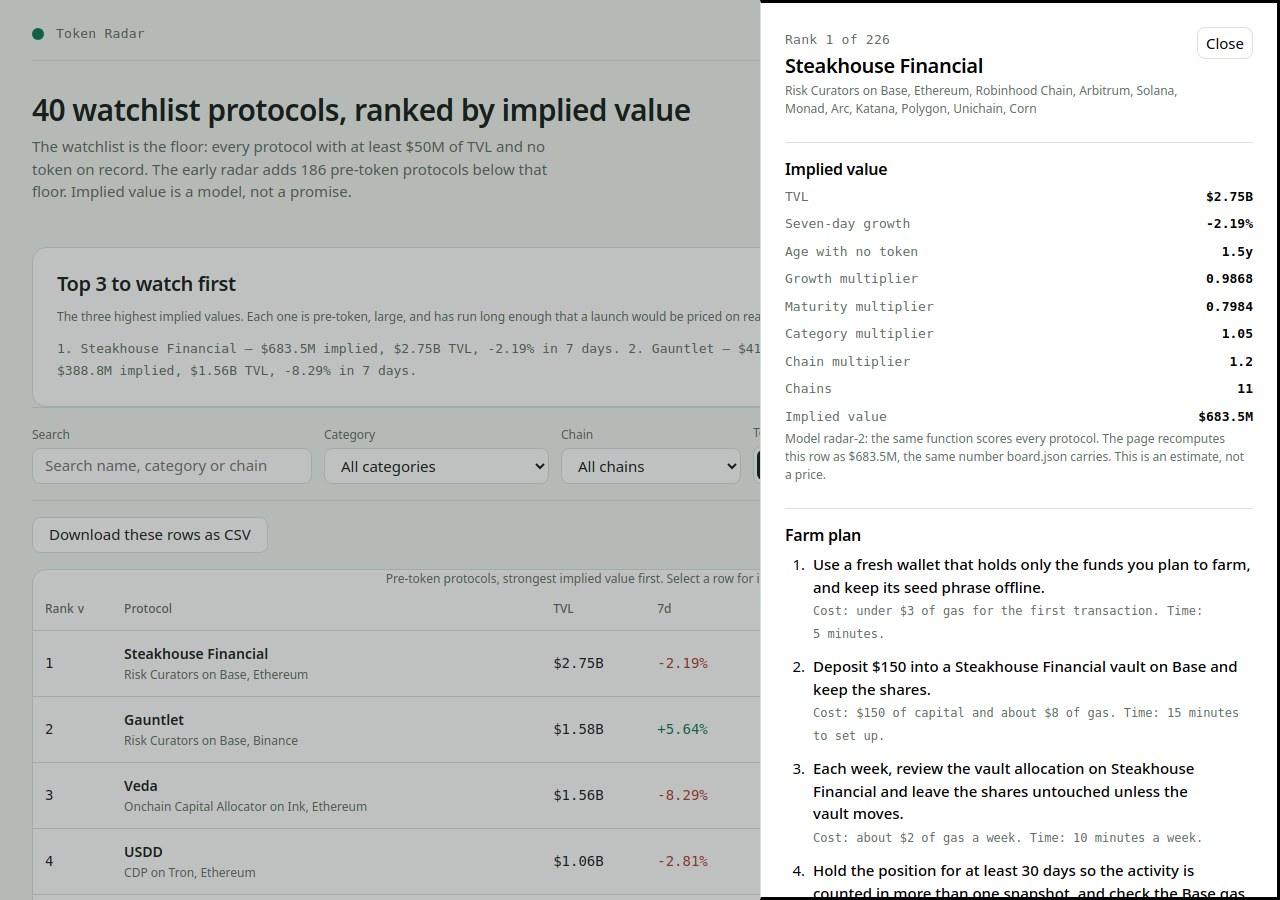 Token Radar
40 watchlist protocols, ranked by implied value
The watchlist is the floor: every protocol with at least $50M of TVL and no
token on record. The early radar adds 186 pre-token protocols below that
floor. Implied value is a model, not a promise.
Top 3 to watch first
The three highest implied values. Each one is pre-token, large, and has run long enough that a launch would be priced on rea
1. Steakhouse Financial — $683.5M implied, $2.75B TVL, -2.19% in 7 days. 2. Gauntlet — $41
$388.8M implied, $1.56B TVL, -8.29% in 7 days.
Search
Category
Chain
Search name, category or chain
All categories
All chains
Download these rows as CSV
Pre-token protocols, strongest implied value first. Select a row for i
Rank v
Protocol
TVL
7d
1
Steakhouse Financial
Risk Curators on Base, Ethereum
$2.75B
-2.19%
2
Gauntlet
Risk Curators on Base, Binance
$1.58B
+5.64%
3
Veda
Onchain Capital Allocator on Ink, Ethereum
$1.56B
-8.29%
4
USDD
CDP on Tron, Ethereum
$1.06B
-2.81%
Rank 1 of 226
Close
Steakhouse Financial
Risk Curators on Base, Ethereum, Robinhood Chain, Arbitrum, Solana,
Monad, Arc, Katana, Polygon, Unichain, Corn
Implied value
TVL $2.75B
Seven-day growth -2.19%
Age with no token 1.5y
Growth multiplier 0.9868
Maturity multiplier 0.7984
Category multiplier 1.05
Chain multiplier 1.2
Chains 11
Implied value $683.5M
Model radar-2: the same function scores every protocol. The page recomputes
this row as $683.5M, the same number board.json carries. This is an estimate, not
a price.
Farm plan
1. Use a fresh wallet that holds only the funds you plan to farm,
and keep its seed phrase offline.
Cost: under $3 of gas for the first transaction. Time:
5 minutes.
2. Deposit $150 into a Steakhouse Financial vault on Base and
keep the shares.
Cost: $150 of capital and about $8 of gas. Time: 15 minutes
to set up.
3. Each week, review the vault allocation on Steakhouse
Financial and leave the shares untouched unless the
vault moves.
Cost: about $2 of gas a week. Time: 10 minutes a week.
4. Hold the position for at least 30 days so the activity is
counted in more than one snapshot, and check the Base gas